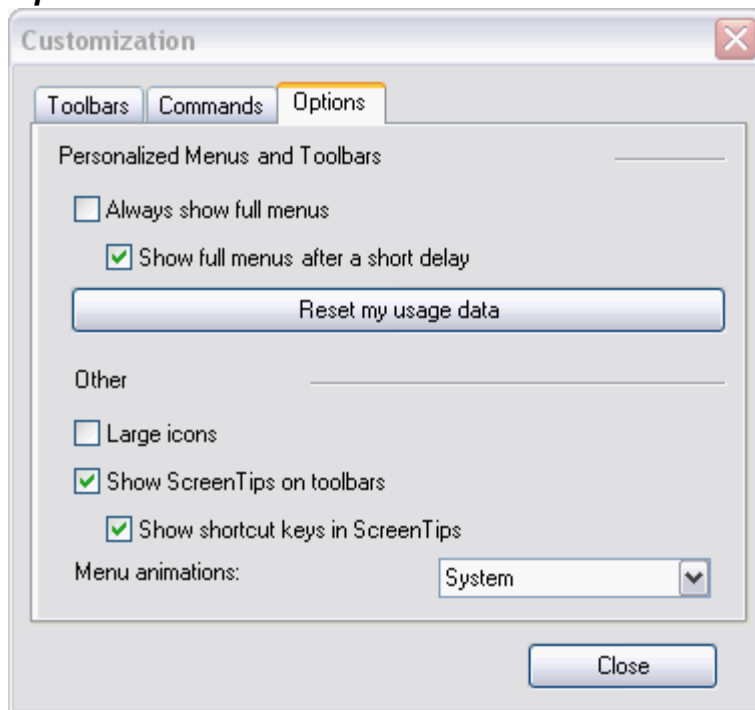 Customization
Toolbars Commands Options
Personalized Menus and Toolbars
Always show full menus
Show full menus after a short delay
Reset my usage data
Other
Large icons
Show ScreenTips on toolbars
Show shortcut keys in ScreenTips
Menu animations: System
Close